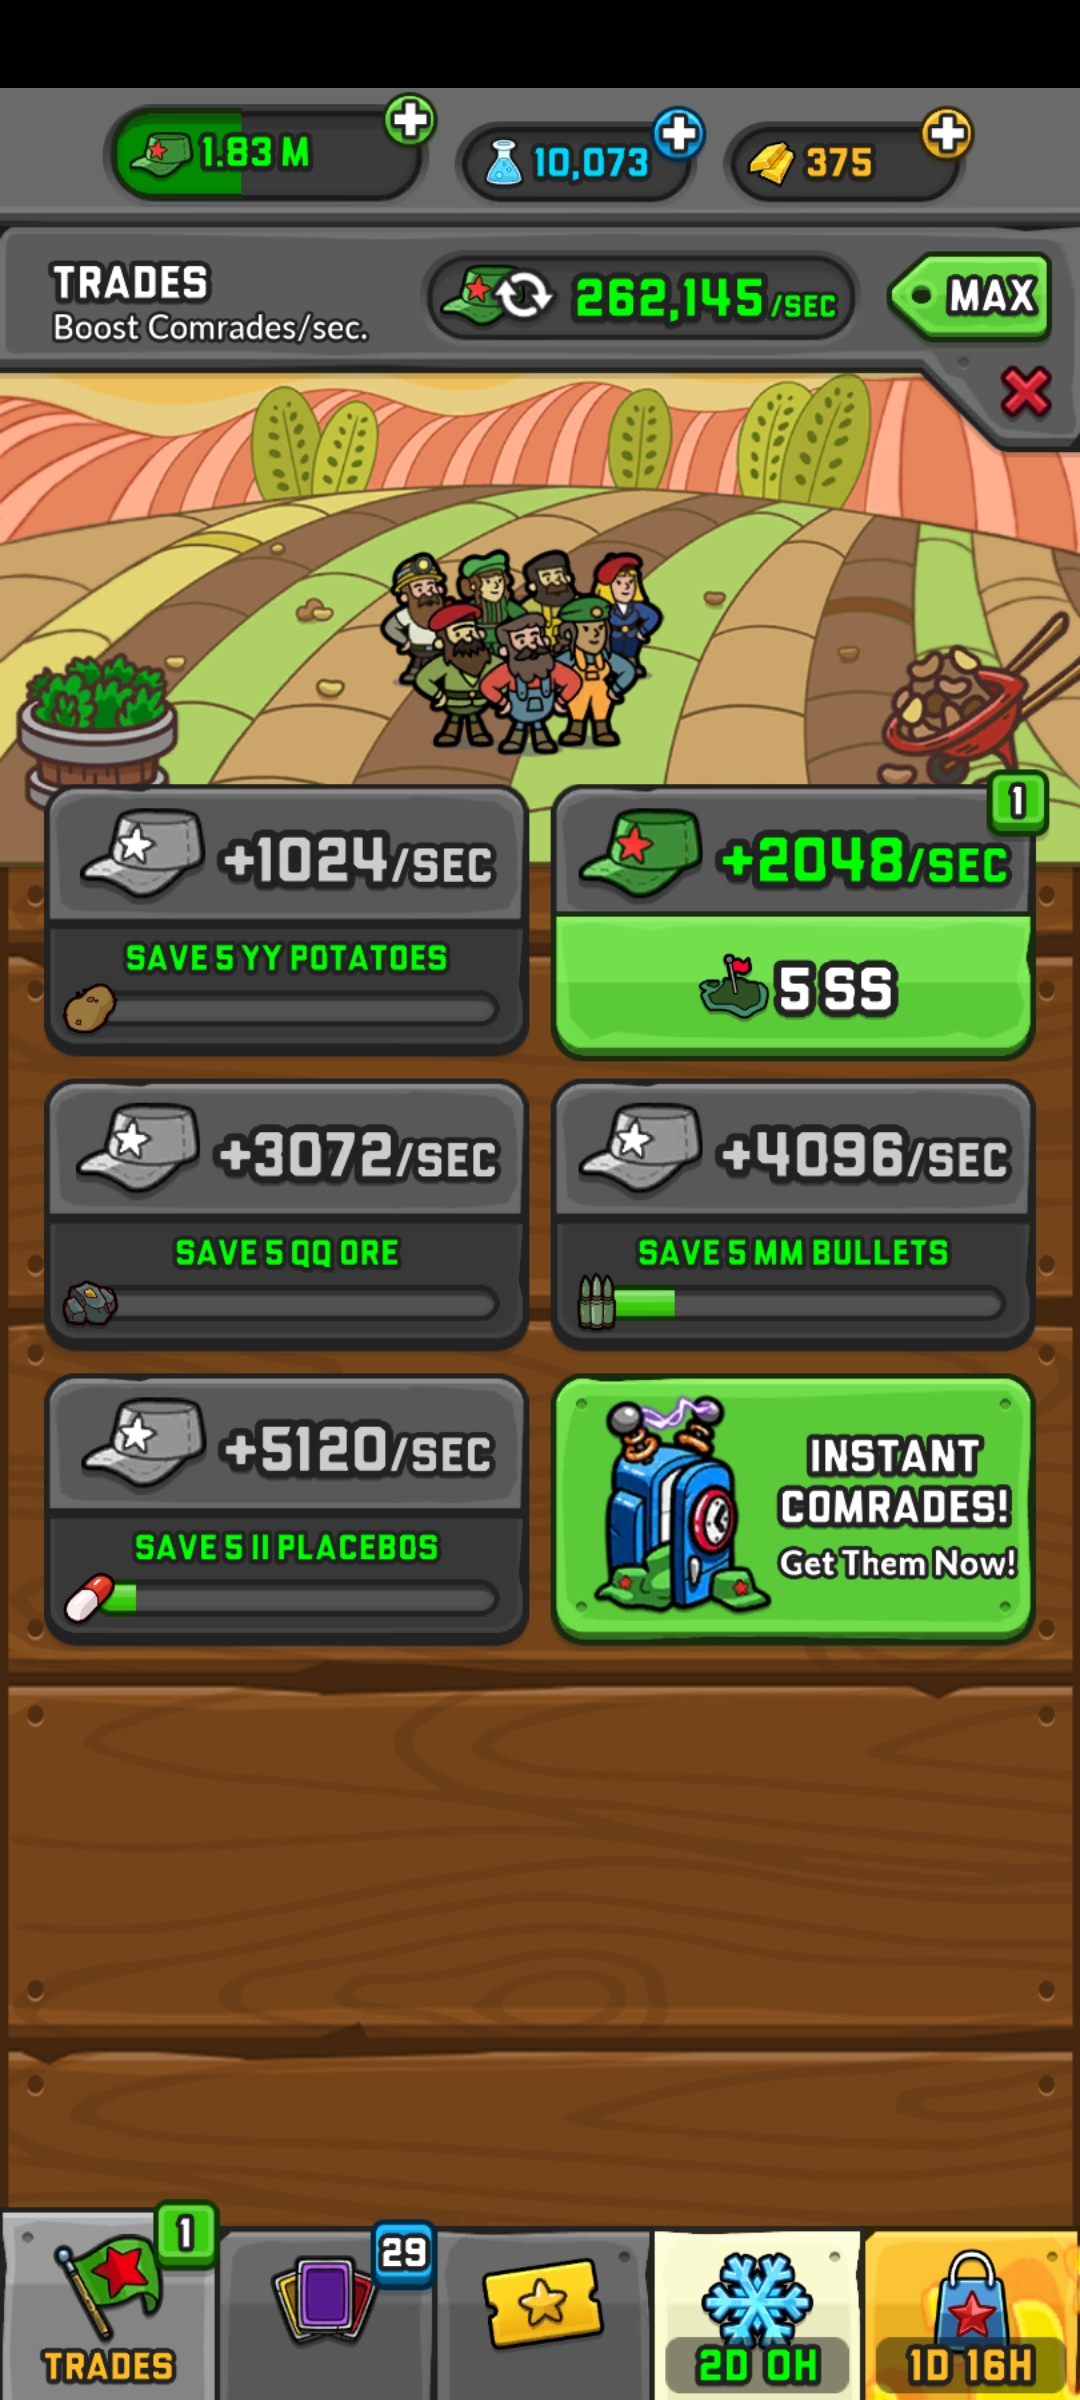 1.83 M
10,073
375
TRADES
Boost Comrades/sec.
262,145/SEC
MAX
+1024/SEC
SAVE 5 YY POTATOES
1
+2048/SEC
5 SS
+3072/SEC
SAVE 5 QQ ORE
+4096/SEC
SAVE 5 MM BULLETS
+5120/SEC
SAVE 5 II PLACEBOS
INSTANT
COMRADES!
Get Them Now!
1
TRADES
29
2D 0H
1D 16H